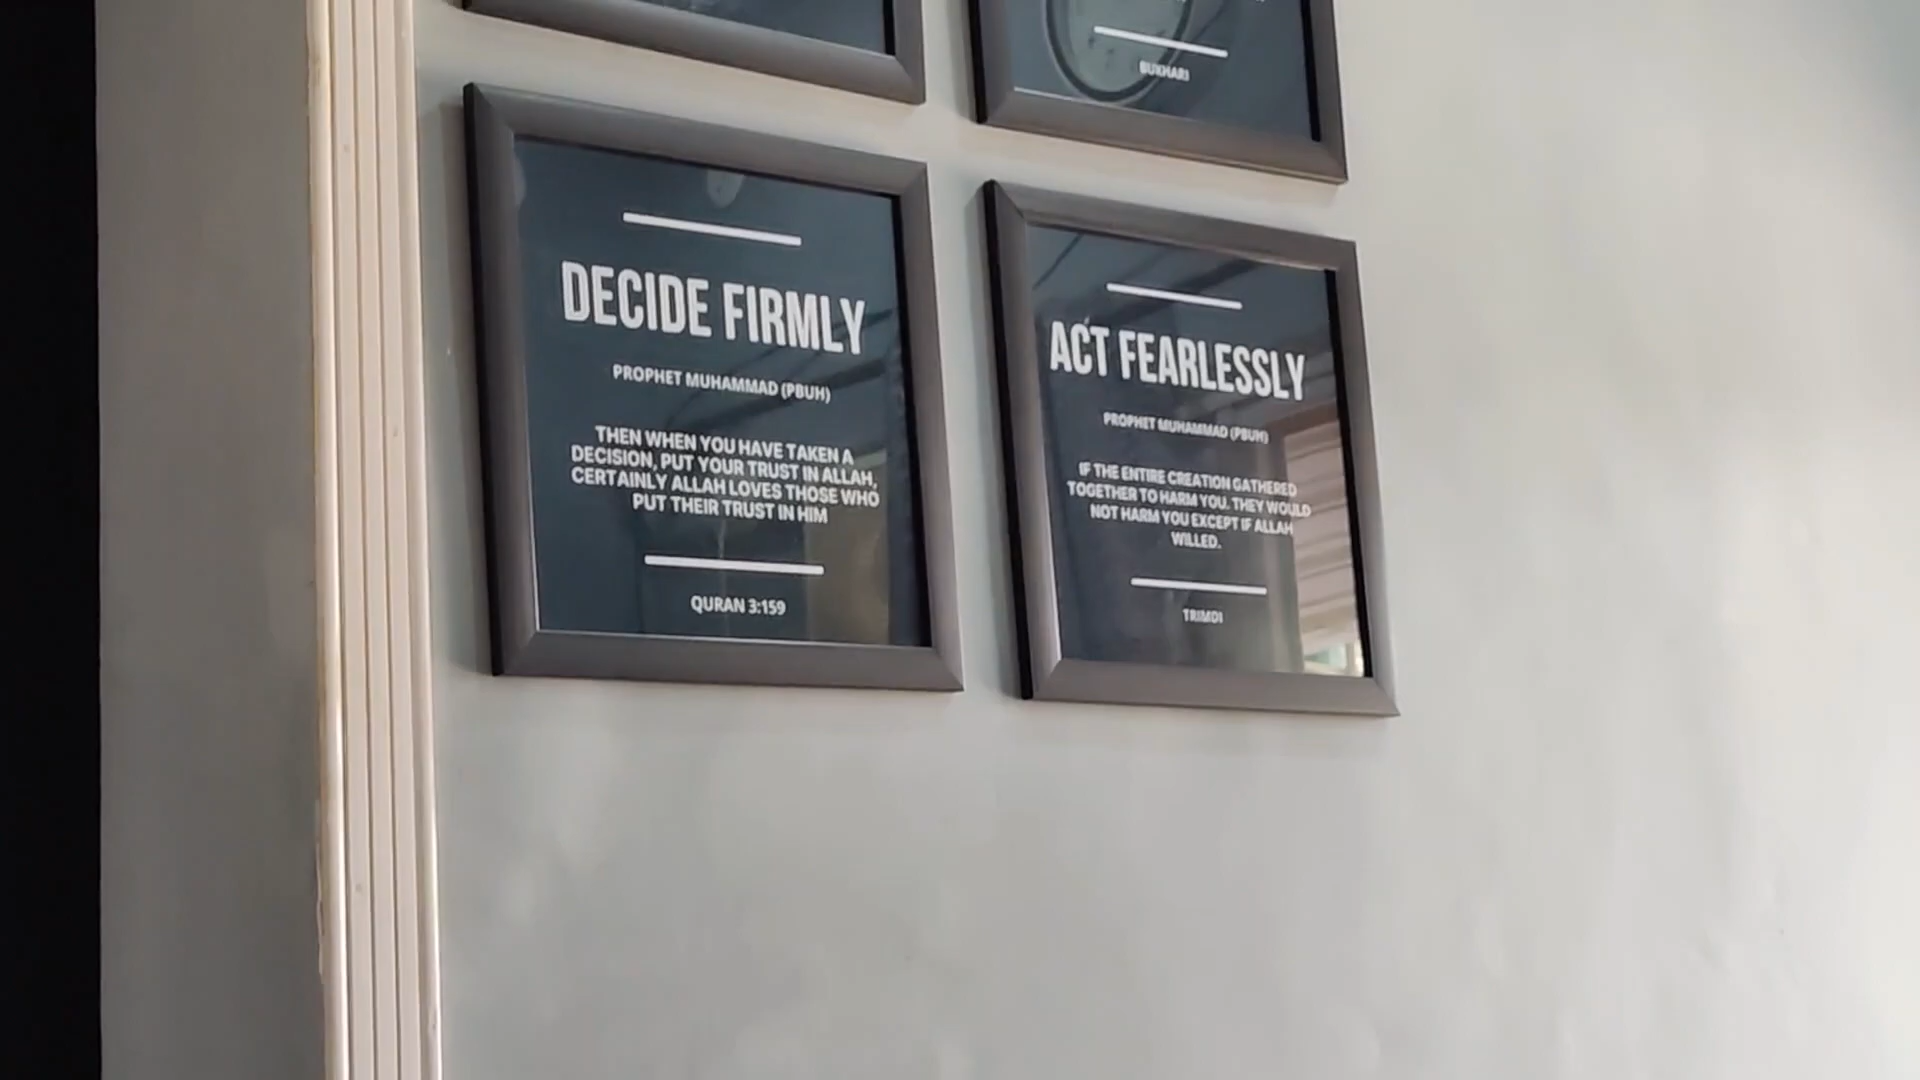 BUKHARI
DECIDE FIRMLY
PROPHET MUHAMMAD (PBUH)
THEN WHEN YOU HAVE TAKEN A
DECISION, PUT YOUR TRUST IN ALLAH,
CERTAINLY ALLAH LOVES THOSE WHO
PUT THEIR TRUST IN HIM
QURAN 3:159
ACT FEARLESSLY
PROPHET MUHAMMAD (PBUH)
IF THE ENTIRE CREATION GATHERED
TOGETHER TO HARM YOU. THEY WOULD
NOT HARM YOU EXCEPT IF ALLAH
WILLED.
TRIMDI